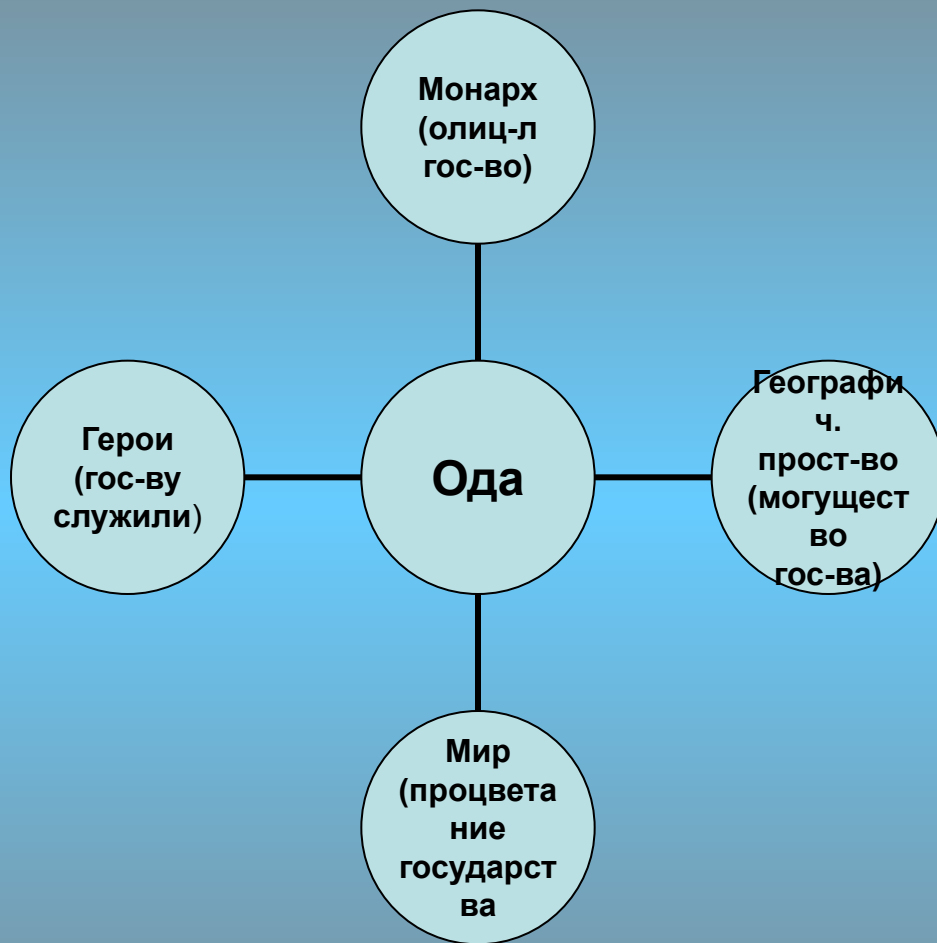 Монарх
(олиц-л
гос-во)
Герои
(гос-ву
служили)
Ода
Географи
ч.
прост-во
(могущест
во
гос-ва)
Мир
(процвета
ние
государст
ва